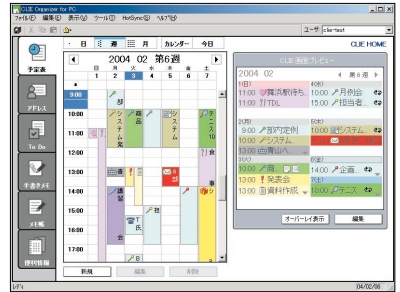 CLIE Organizer for PC
ファイル(F) 編集(E) 表示(V) ツール(T) HotSync(S) ヘルプ(H)
ユーザ clie-test
日 週 月 カレンダー 今日
CLIE HOME
予定表
アドレス
To Do
手書きメモ
メモ帳
便利情報
2004 02 第6週
日 月 火 水 木 金 土
1 2 3 4 5 6 7
9:00
10:00
11:00
12:00
13:00
14:00
15:00
16:00
17:00
新規 編集 削除
CLIE 画面プレビュー
2004 02 第6週
1(日)
11:00 横浜駅待ち
11:00 TDL
2(月)
9:00 部内定例
10:00 システム
13:00 青山へ
3(火)
10:00 商
13:00 発表会
13:00 資料作成
4(水)
10:00 月例会
15:00 担当者
5(木)
10:00 システム
6(金)
14:00 企画
7(土)
10:00 テニス
オーバーレイ表示 編集
レディ
04/02/06